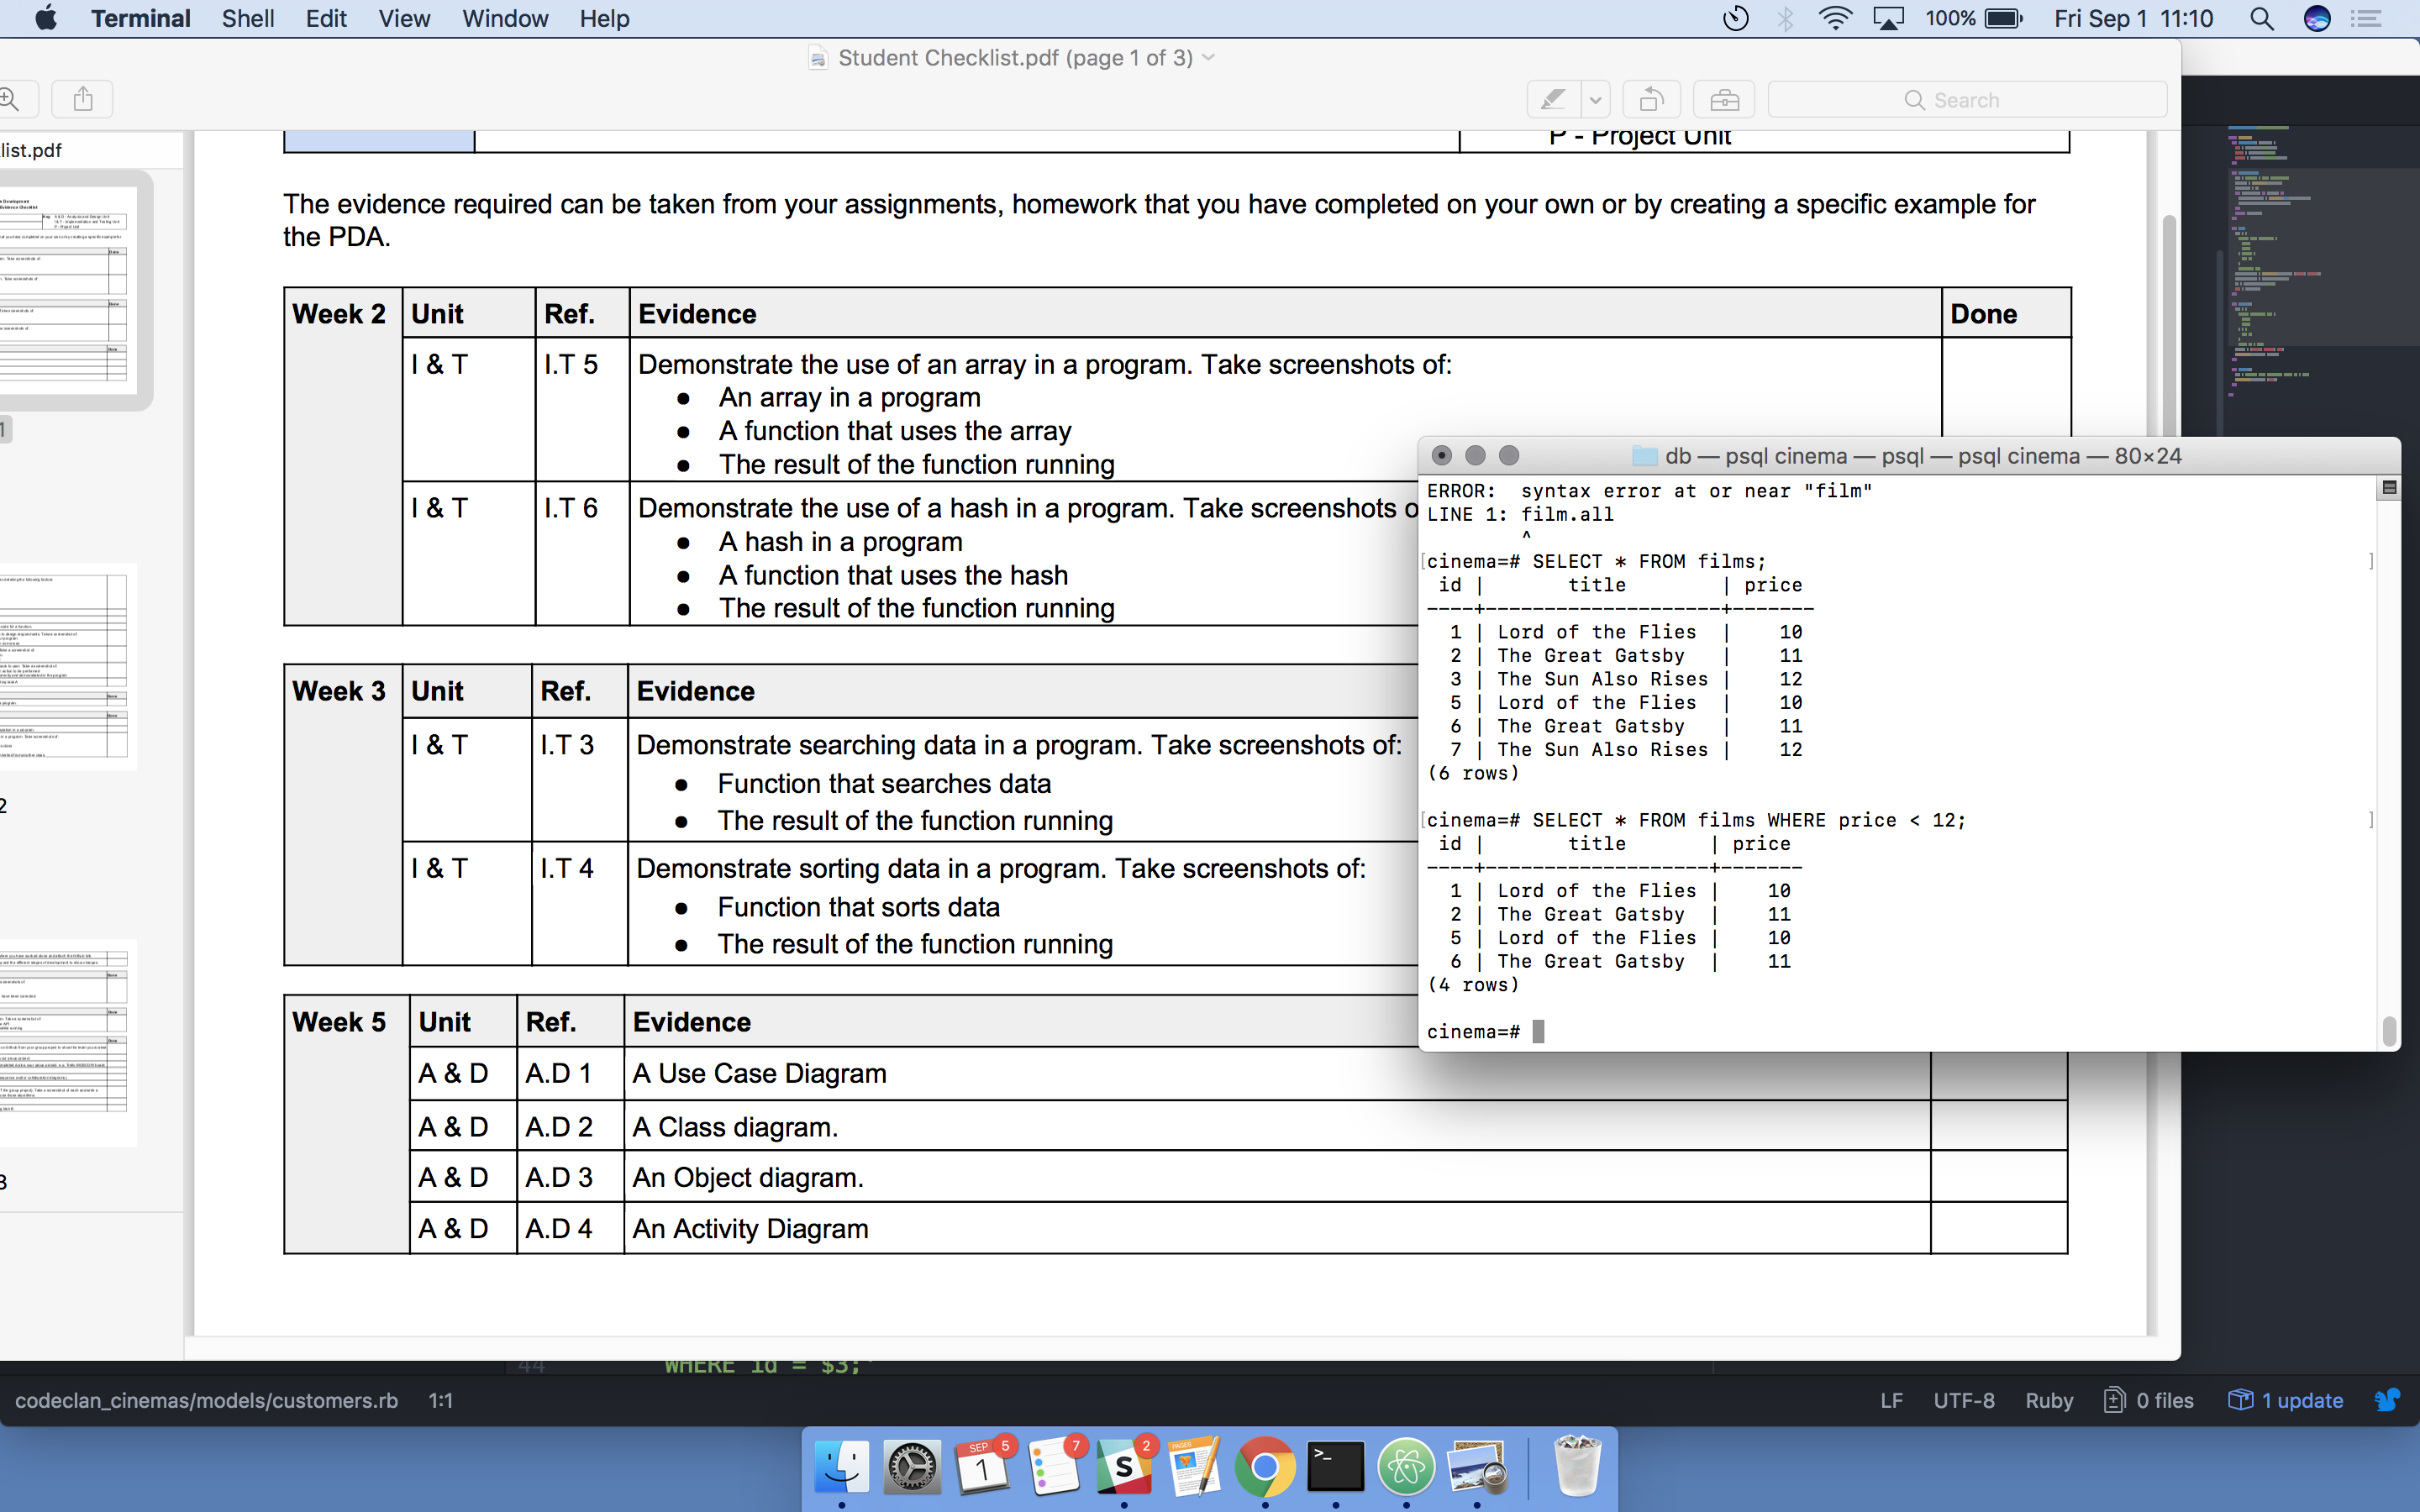 Terminal Shell Edit View Window Help 100% Fri Sep 1 11:10
Student Checklist.pdf (page 1 of 3)
Search
list.pdf
P - Project Unit
The evidence required can be taken from your assignments, homework that you have completed on your own or by creating a specific example for
the PDA.
Week 2 Unit Ref. Evidence Done
I & T I.T 5 Demonstrate the use of an array in a program. Take screenshots of:
● An array in a program
● A function that uses the array
● The result of the function running
I & T I.T 6 Demonstrate the use of a hash in a program. Take screenshots o
● A hash in a program
● A function that uses the hash
● The result of the function running
Week 3 Unit Ref. Evidence
I & T I.T 3 Demonstrate searching data in a program. Take screenshots of:
● Function that searches data
● The result of the function running
I & T I.T 4 Demonstrate sorting data in a program. Take screenshots of:
● Function that sorts data
● The result of the function running
Week 5 Unit Ref. Evidence
A & D A.D 1 A Use Case Diagram
A & D A.D 2 A Class diagram.
A & D A.D 3 An Object diagram.
A & D A.D 4 An Activity Diagram
1
2
3
db — psql cinema — psql — psql cinema — 80×24
ERROR:  syntax error at or near "film"
LINE 1: film.all
^
[cinema=# SELECT * FROM films; ]
id | title | price
----+--------------------+-------
1 | Lord of the Flies | 10
2 | The Great Gatsby | 11
3 | The Sun Also Rises | 12
5 | Lord of the Flies | 10
6 | The Great Gatsby | 11
7 | The Sun Also Rises | 12
(6 rows)
[cinema=# SELECT * FROM films WHERE price < 12; ]
id | title | price
----+-------------------+-------
1 | Lord of the Flies | 10
2 | The Great Gatsby | 11
5 | Lord of the Flies | 10
6 | The Great Gatsby | 11
(4 rows)
cinema=#
44 WHERE id = $3;"
codeclan_cinemas/models/customers.rb 1:1 LF UTF-8 Ruby 0 files 1 update
SEP 1 5 7 S 2 PAGES >_